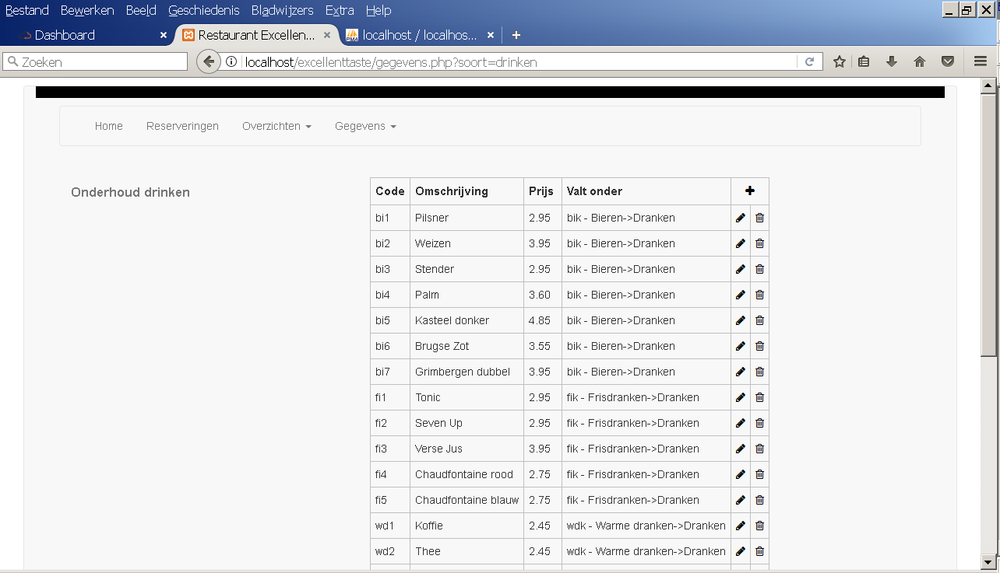 Bestand Bewerken Beeld Geschiedenis Bladwijzers Extra Help
Dashboard Restaurant Excellen... localhost / localhos...
Zoeken localhost/excellenttaste/gegevens.php?soort=drinken
Home Reserveringen Overzichten Gegevens
Onderhoud drinken
Code Omschrijving Prijs Valt onder
bi1 Pilsner 2.95 bik - Bieren->Dranken
bi2 Weizen 3.95 bik - Bieren->Dranken
bi3 Stender 2.95 bik - Bieren->Dranken
bi4 Palm 3.60 bik - Bieren->Dranken
bi5 Kasteel donker 4.85 bik - Bieren->Dranken
bi6 Brugse Zot 3.55 bik - Bieren->Dranken
bi7 Grimbergen dubbel 3.95 bik - Bieren->Dranken
fi1 Tonic 2.95 fik - Frisdranken->Dranken
fi2 Seven Up 2.95 fik - Frisdranken->Dranken
fi3 Verse Jus 3.95 fik - Frisdranken->Dranken
fi4 Chaudfontaine rood 2.75 fik - Frisdranken->Dranken
fi5 Chaudfontaine blauw 2.75 fik - Frisdranken->Dranken
wd1 Koffie 2.45 wdk - Warme dranken->Dranken
wd2 Thee 2.45 wdk - Warme dranken->Dranken